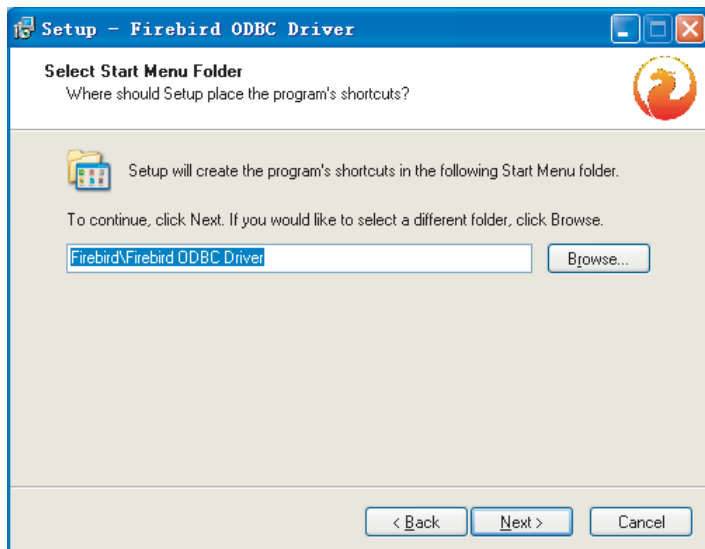 Setup - Firebird ODBC Driver
Select Start Menu Folder
Where should Setup place the program's shortcuts?
Setup will create the program's shortcuts in the following Start Menu folder.
To continue, click Next. If you would like to select a different folder, click Browse.
Firebird\Firebird ODBC Driver
Browse...
< Back
Next >
Cancel